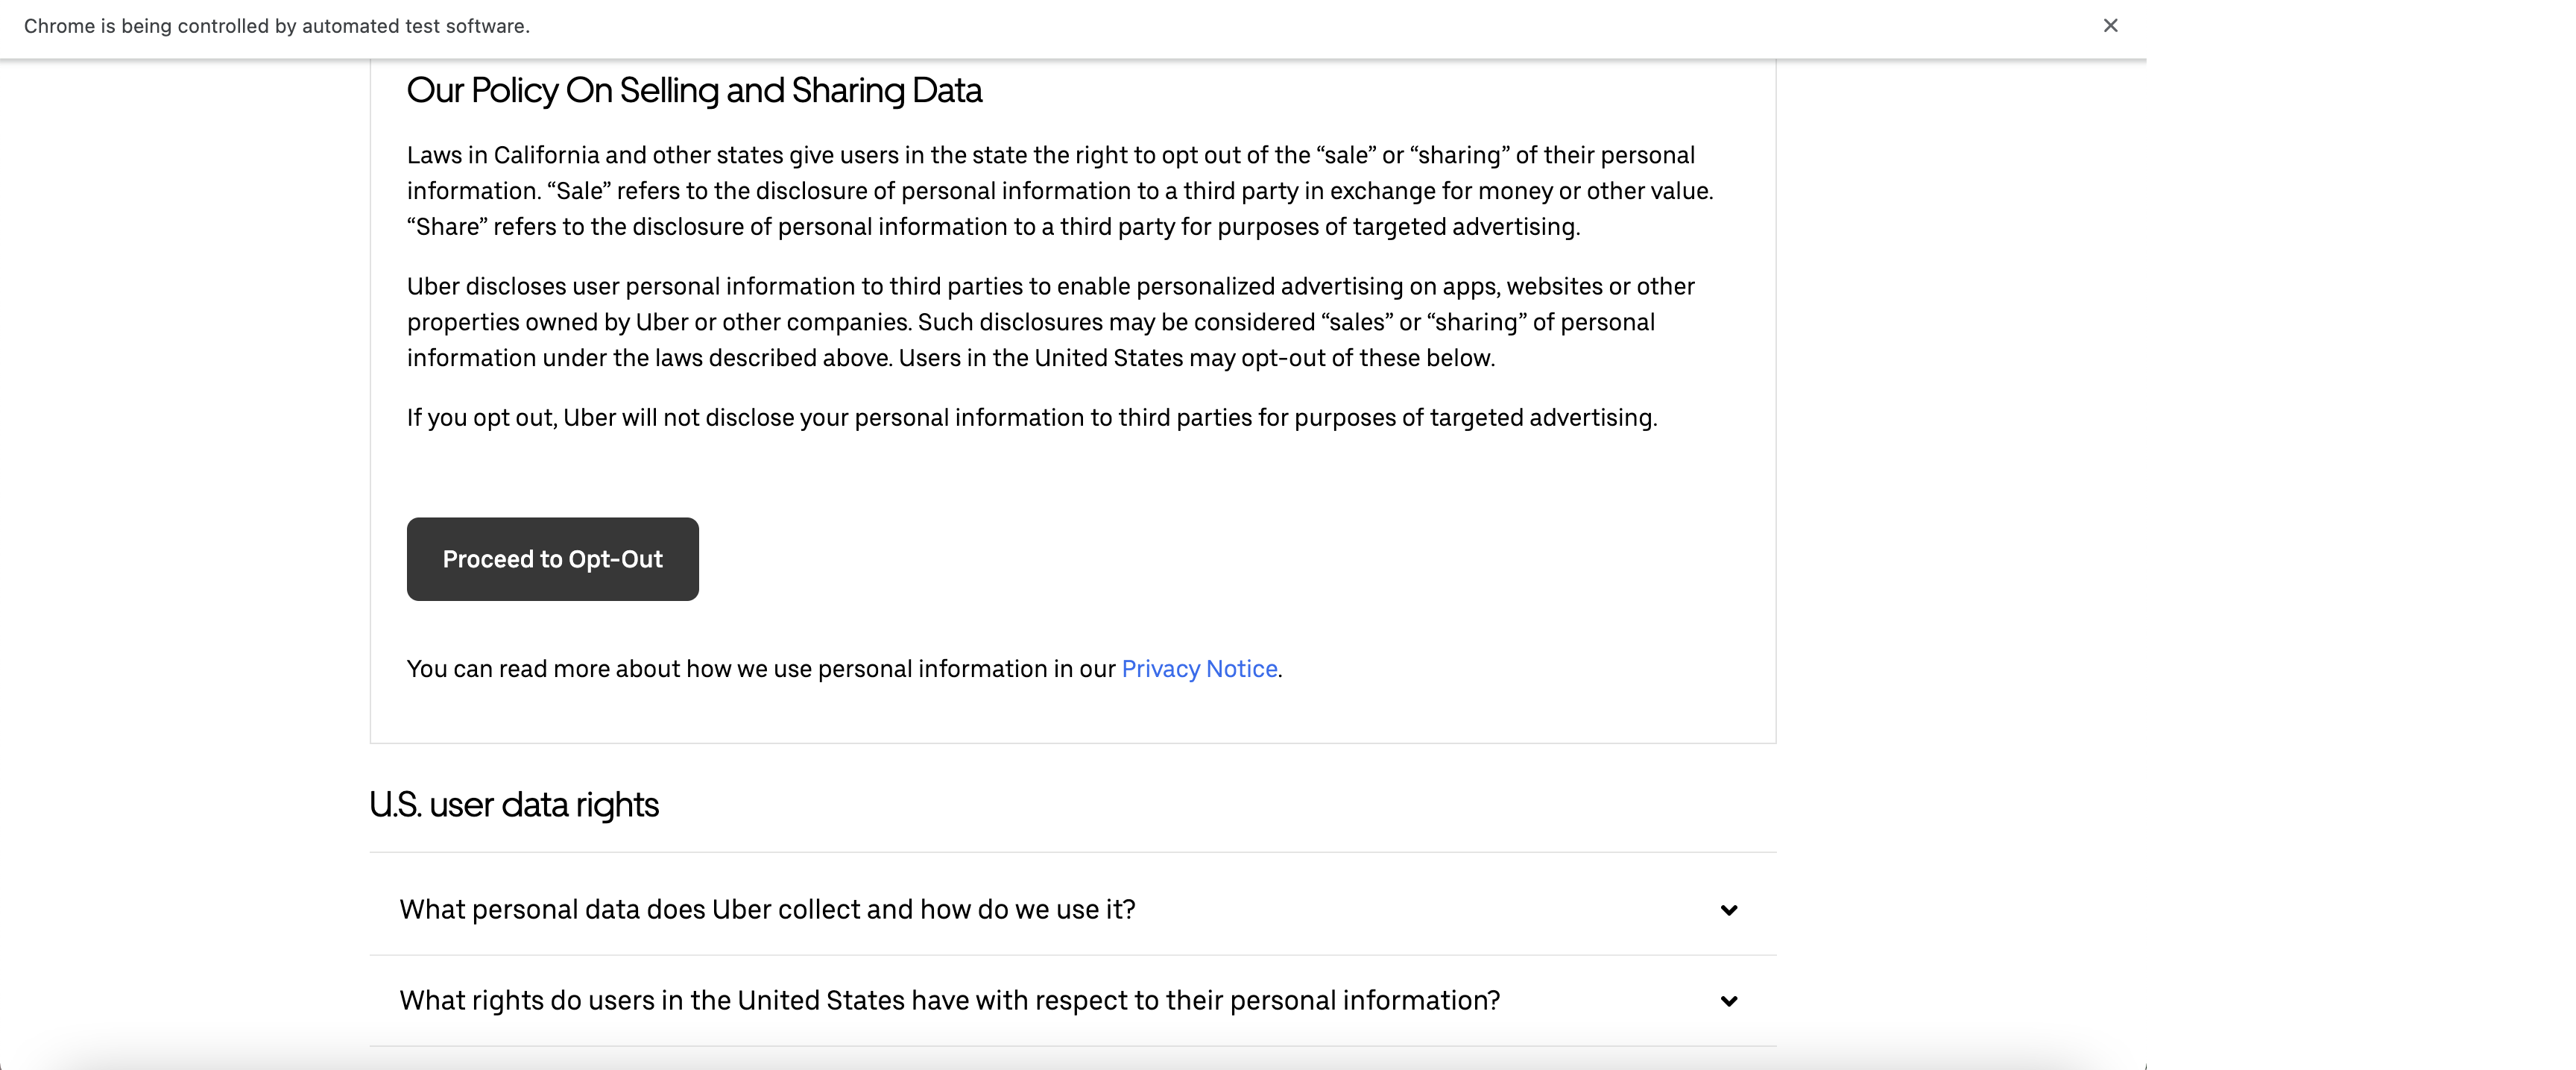 Chrome is being controlled by automated test software.
Our Policy On Selling and Sharing Data
Laws in California and other states give users in the state the right to opt out of the “sale” or “sharing” of their personal
information. “Sale” refers to the disclosure of personal information to a third party in exchange for money or other value.
“Share” refers to the disclosure of personal information to a third party for purposes of targeted advertising.
Uber discloses user personal information to third parties to enable personalized advertising on apps, websites or other
properties owned by Uber or other companies. Such disclosures may be considered “sales” or “sharing” of personal
information under the laws described above. Users in the United States may opt-out of these below.
If you opt out, Uber will not disclose your personal information to third parties for purposes of targeted advertising.
Proceed to Opt-Out
You can read more about how we use personal information in our Privacy Notice.
U.S. user data rights
What personal data does Uber collect and how do we use it?
What rights do users in the United States have with respect to their personal information?